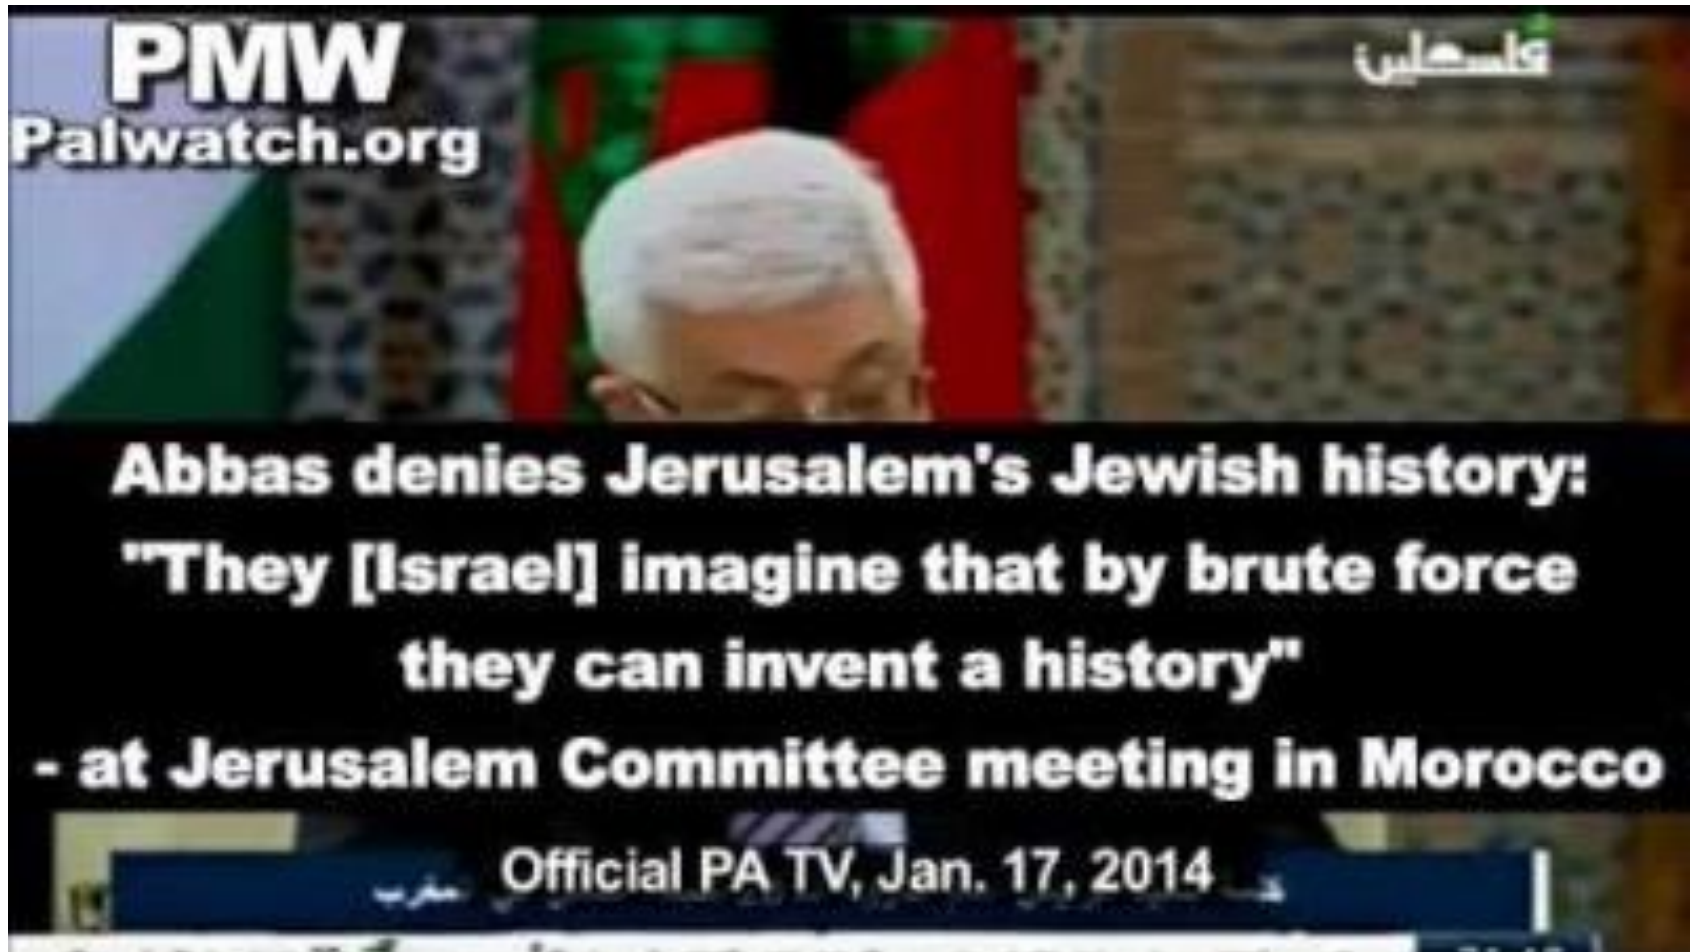 PMW
Palwatch.org
فلسطين
Abbas denies Jerusalem's Jewish history:
"They [Israel] imagine that by brute force
they can invent a history"
- at Jerusalem Committee meeting in Morocco
Official PA TV, Jan. 17, 2014